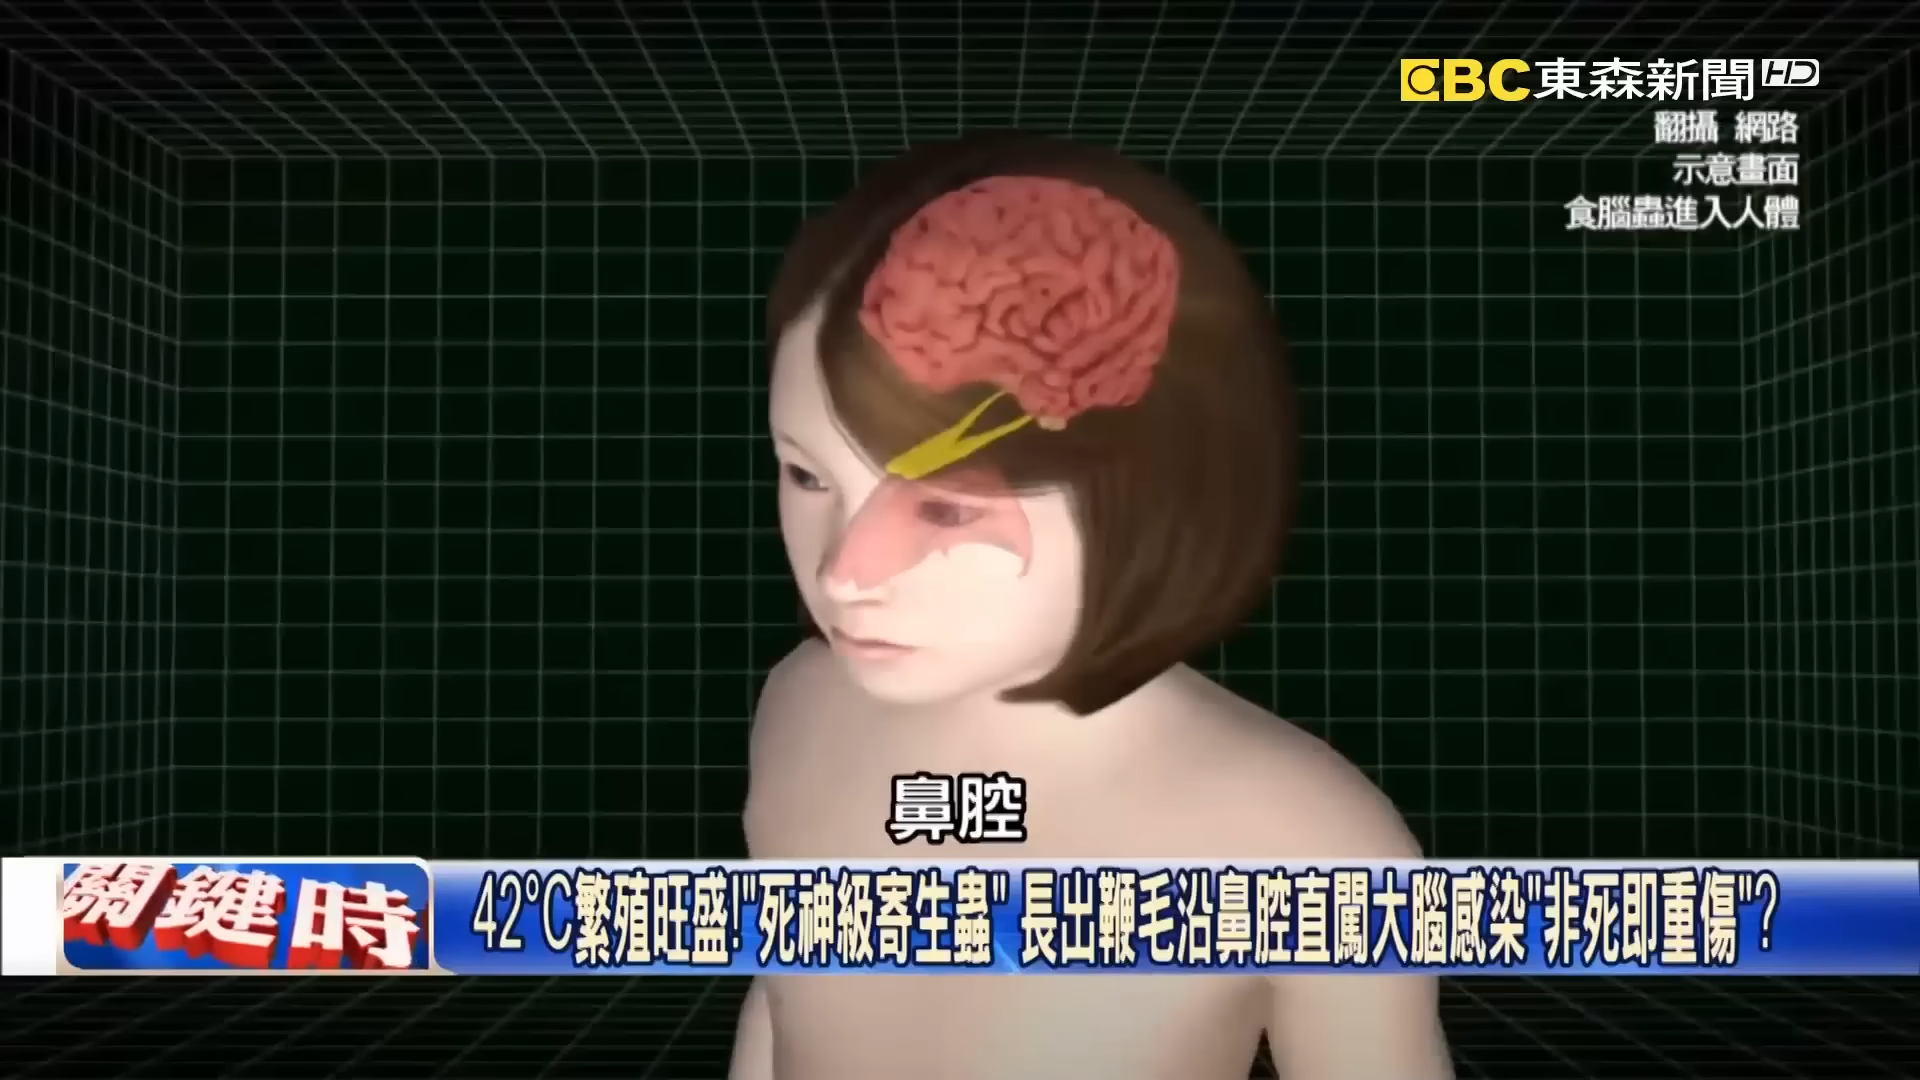 EBC東森新聞HD
翻攝 網路
示意畫面
食腦蟲進入人體
鼻腔
關鍵時
42°C繁殖旺盛!"死神級寄生蟲" 長出鞭毛沿鼻腔直闖大腦感染"非死即重傷"?